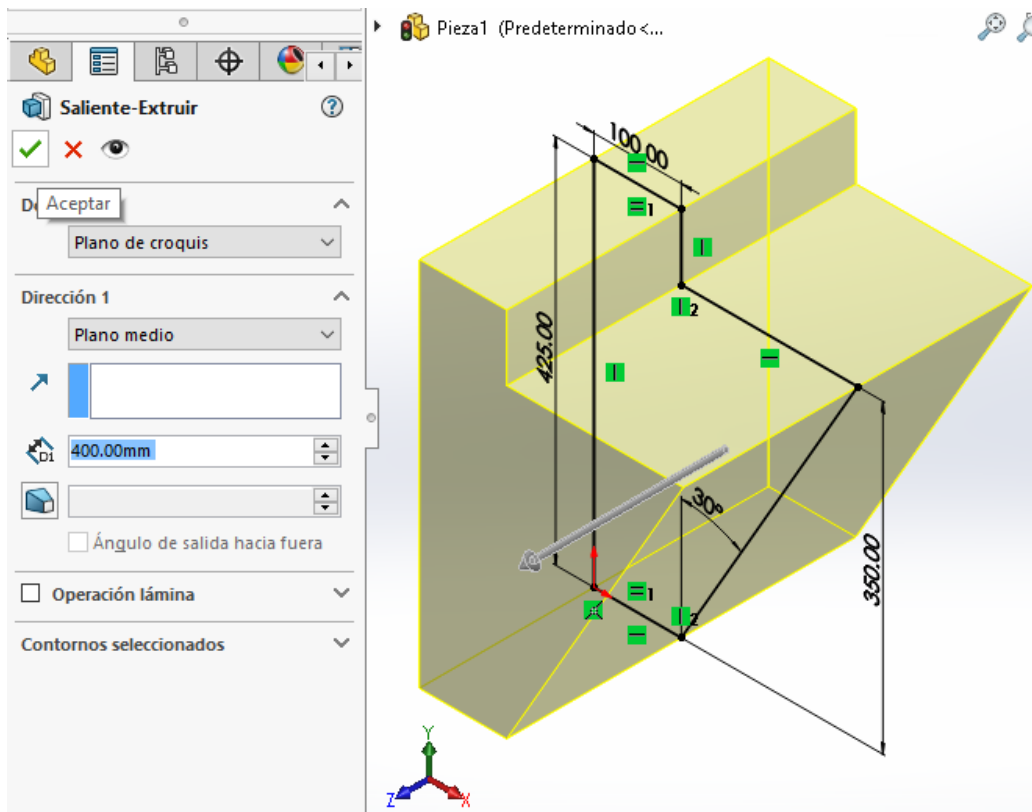 Pieza1 (Predeterminado<...
Saliente-Extruir
De
Aceptar
Plano de croquis
Dirección 1
Plano medio
D1
400.00mm
Ángulo de salida hacia fuera
Operación lámina
Contornos seleccionados
100.00
1
2
425.00
30°
350.00
1
2
Y
Z
X